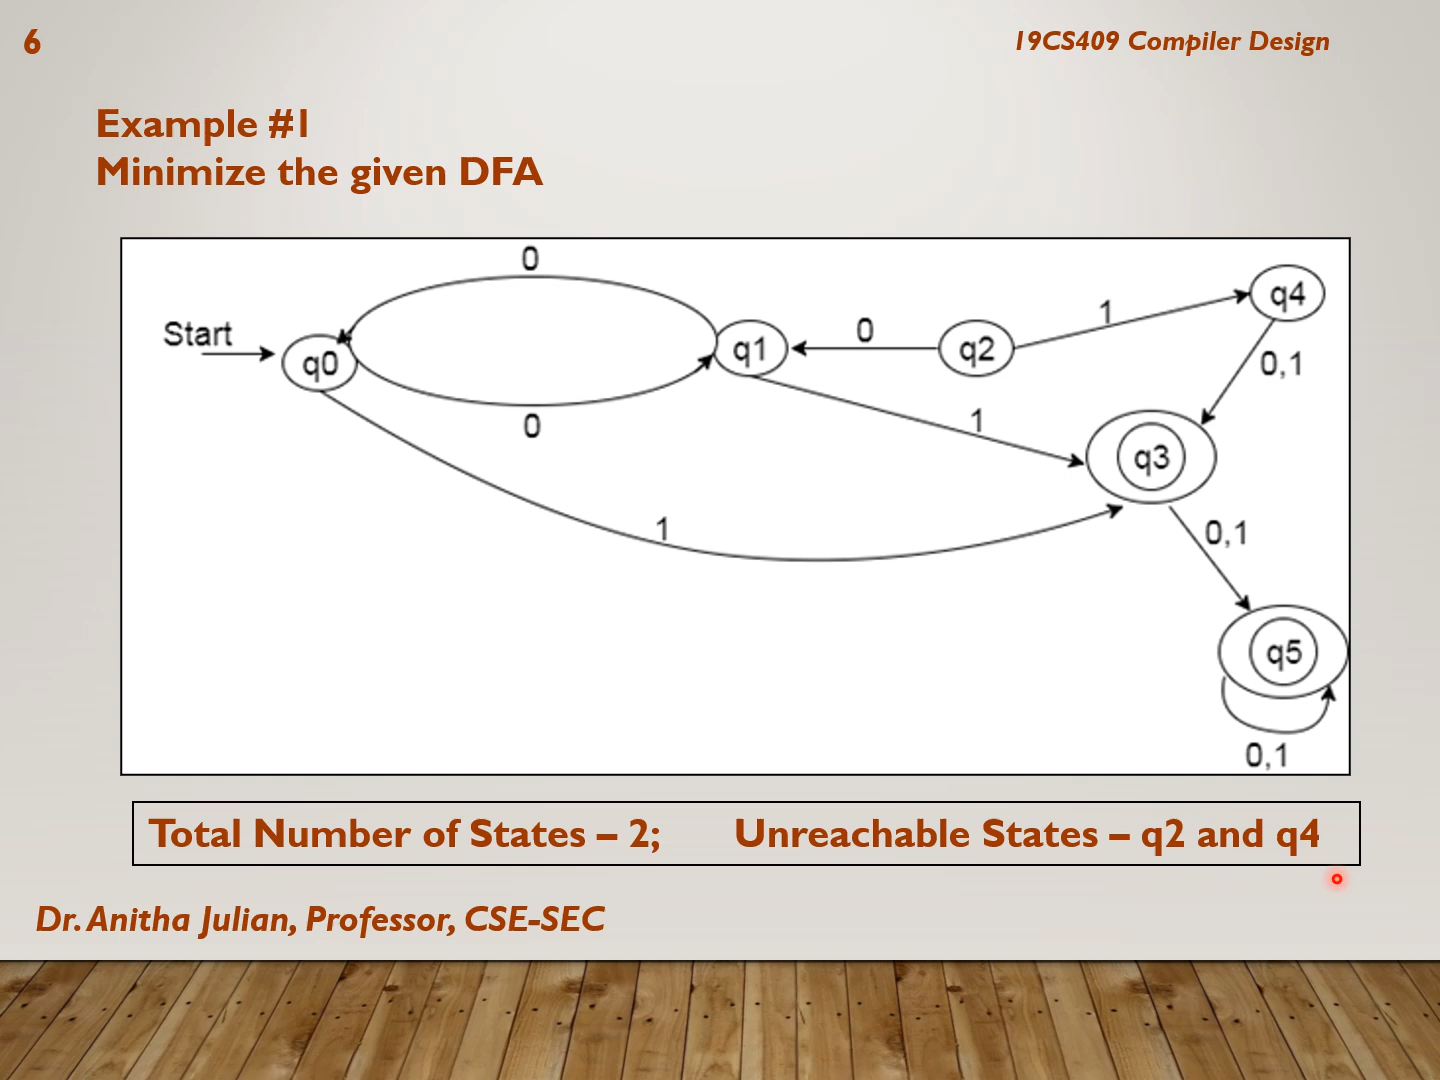 6
19CS409 Compiler Design
Example #1
Minimize the given DFA
0
Start
q0
q1
0
q2
1
q4
0,1
0
1
q3
1
0,1
q5
0,1
Total Number of States – 2; Unreachable States – q2 and q4
Dr. Anitha Julian, Professor, CSE-SEC